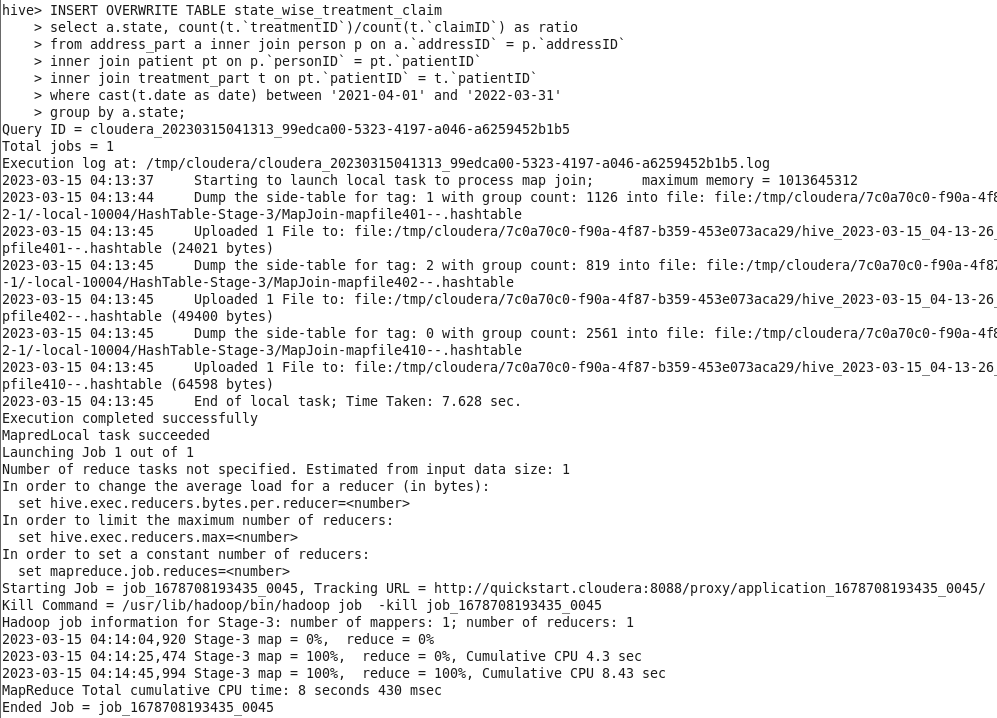 hive> INSERT OVERWRITE TABLE state_wise_treatment_claim
    > select a.state, count(t.`treatmentID`)/count(t.`claimID`) as ratio
    > from address_part a inner join person p on a.`addressID` = p.`addressID`
    > inner join patient pt on p.`personID` = pt.`patientID`
    > inner join treatment_part t on pt.`patientID` = t.`patientID`
    > where cast(t.date as date) between '2021-04-01' and '2022-03-31'
    > group by a.state;
Query ID = cloudera_20230315041313_99edca00-5323-4197-a046-a6259452b1b5
Total jobs = 1
Execution log at: /tmp/cloudera/cloudera_20230315041313_99edca00-5323-4197-a046-a6259452b1b5.log
2023-03-15 04:13:37     Starting to launch local task to process map join;      maximum memory = 1013645312
2023-03-15 04:13:44     Dump the side-table for tag: 1 with group count: 1126 into file: file:/tmp/cloudera/7c0a70c0-f90a-4f8
2-1/-local-10004/HashTable-Stage-3/MapJoin-mapfile401--.hashtable
2023-03-15 04:13:45     Uploaded 1 File to: file:/tmp/cloudera/7c0a70c0-f90a-4f87-b359-453e073aca29/hive_2023-03-15_04-13-26_
pfile401--.hashtable (24021 bytes)
2023-03-15 04:13:45     Dump the side-table for tag: 2 with group count: 819 into file: file:/tmp/cloudera/7c0a70c0-f90a-4f87
-1/-local-10004/HashTable-Stage-3/MapJoin-mapfile402--.hashtable
2023-03-15 04:13:45     Uploaded 1 File to: file:/tmp/cloudera/7c0a70c0-f90a-4f87-b359-453e073aca29/hive_2023-03-15_04-13-26_
pfile402--.hashtable (49400 bytes)
2023-03-15 04:13:45     Dump the side-table for tag: 0 with group count: 2561 into file: file:/tmp/cloudera/7c0a70c0-f90a-4f8
2-1/-local-10004/HashTable-Stage-3/MapJoin-mapfile410--.hashtable
2023-03-15 04:13:45     Uploaded 1 File to: file:/tmp/cloudera/7c0a70c0-f90a-4f87-b359-453e073aca29/hive_2023-03-15_04-13-26_
pfile410--.hashtable (64598 bytes)
2023-03-15 04:13:45     End of local task; Time Taken: 7.628 sec.
Execution completed successfully
MapredLocal task succeeded
Launching Job 1 out of 1
Number of reduce tasks not specified. Estimated from input data size: 1
In order to change the average load for a reducer (in bytes):
  set hive.exec.reducers.bytes.per.reducer=<number>
In order to limit the maximum number of reducers:
  set hive.exec.reducers.max=<number>
In order to set a constant number of reducers:
  set mapreduce.job.reduces=<number>
Starting Job = job_1678708193435_0045, Tracking URL = http://quickstart.cloudera:8088/proxy/application_1678708193435_0045/
Kill Command = /usr/lib/hadoop/bin/hadoop job  -kill job_1678708193435_0045
Hadoop job information for Stage-3: number of mappers: 1; number of reducers: 1
2023-03-15 04:14:04,920 Stage-3 map = 0%,  reduce = 0%
2023-03-15 04:14:25,474 Stage-3 map = 100%,  reduce = 0%, Cumulative CPU 4.3 sec
2023-03-15 04:14:45,994 Stage-3 map = 100%,  reduce = 100%, Cumulative CPU 8.43 sec
MapReduce Total cumulative CPU time: 8 seconds 430 msec
Ended Job = job_1678708193435_0045